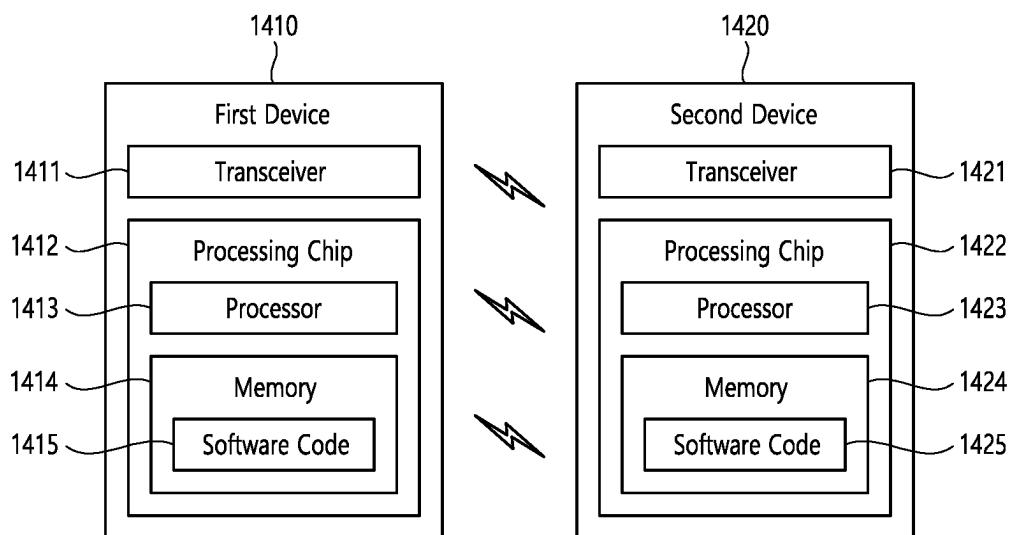 1410
1420
First Device
Second Device
1411
Transceiver
Transceiver
1421
1412
Processing Chip
Processing Chip
1422
1413
Processor
Processor
1423
1414
Memory
Memory
1424
1415
Software Code
Software Code
1425